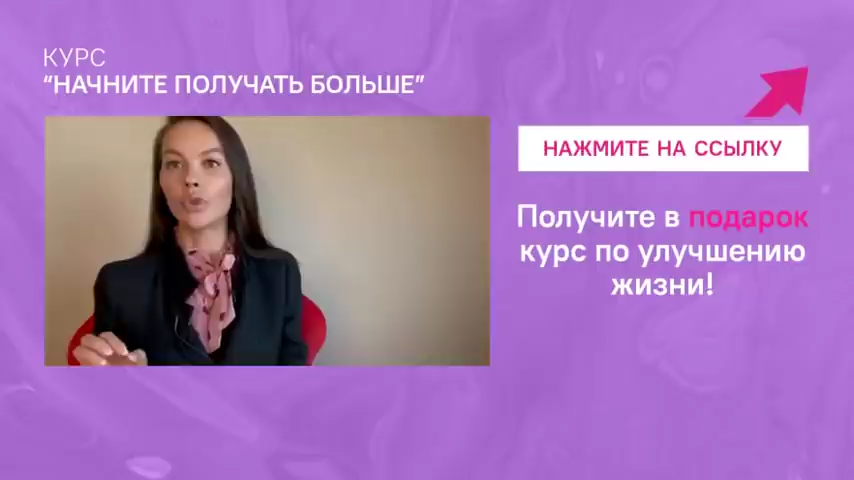 КУРС
“НАЧНИТЕ ПОЛУЧАТЬ БОЛЬШЕ”
НАЖМИТЕ НА ССЫЛКУ
Получите в подарок
курс по улучшению
жизни!